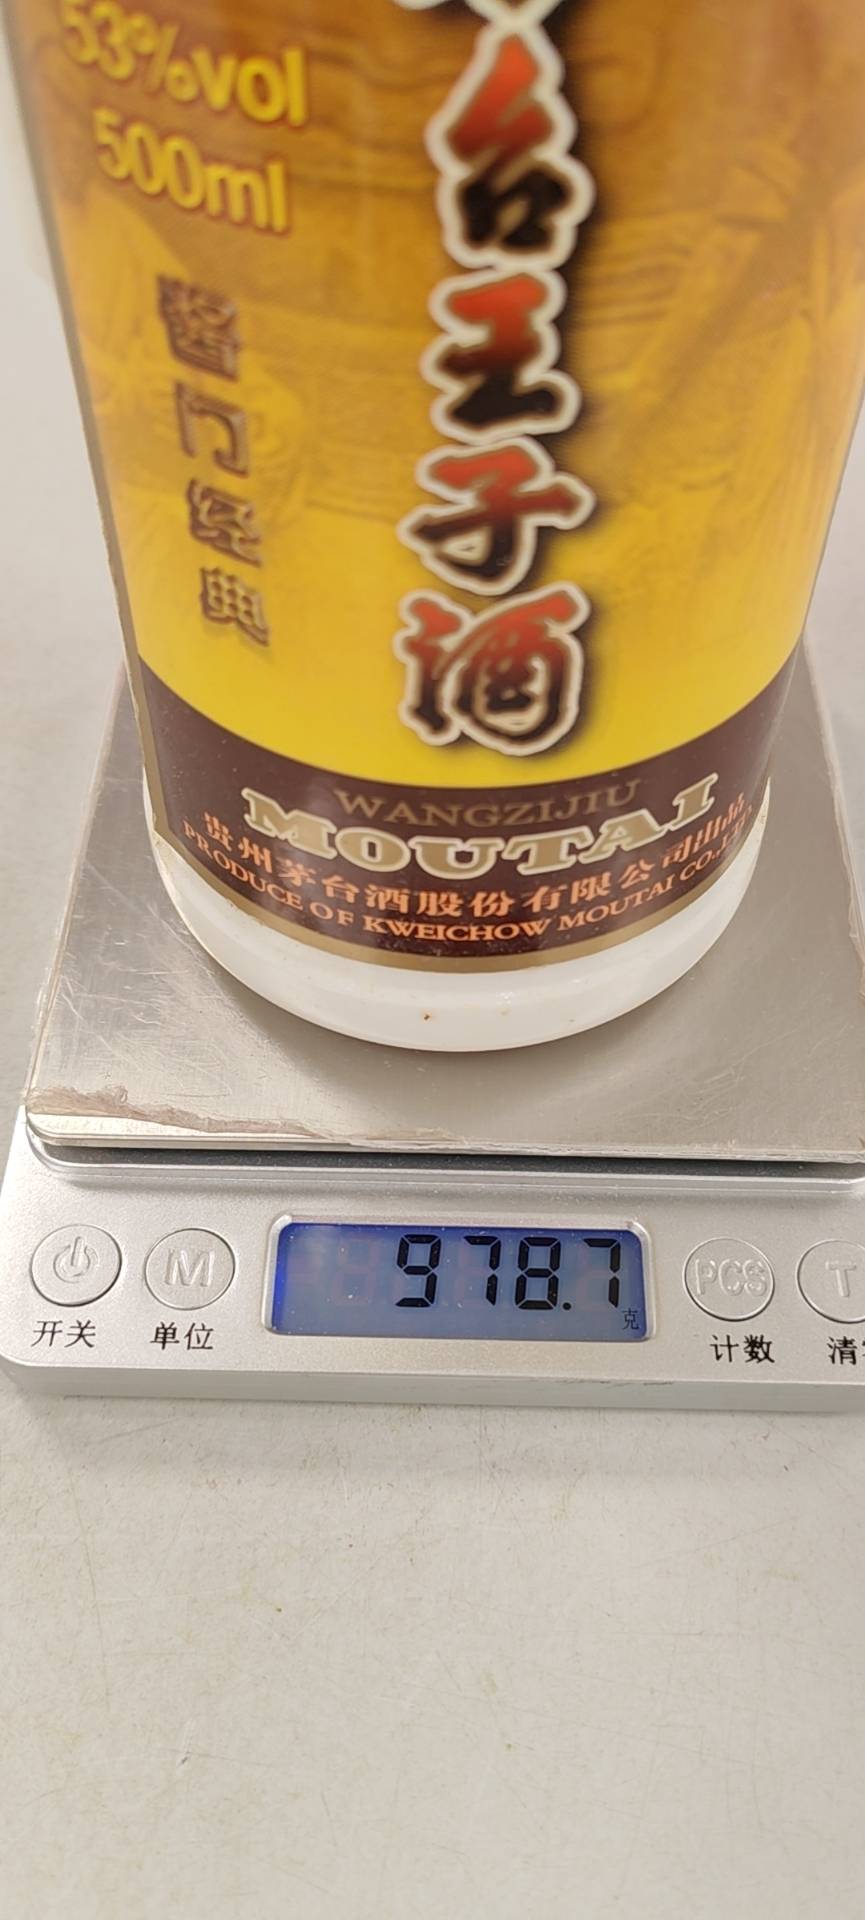 53%vol
500ml
台王子酒
酱门经典
WANGZIJIU
MOUTAI
贵州茅台酒股份有限公司出品
PRODUCE OF KWEICHOW MOUTAI CO.,LTD
978.7
克
M
PCS
T
开关
单位
计数
清